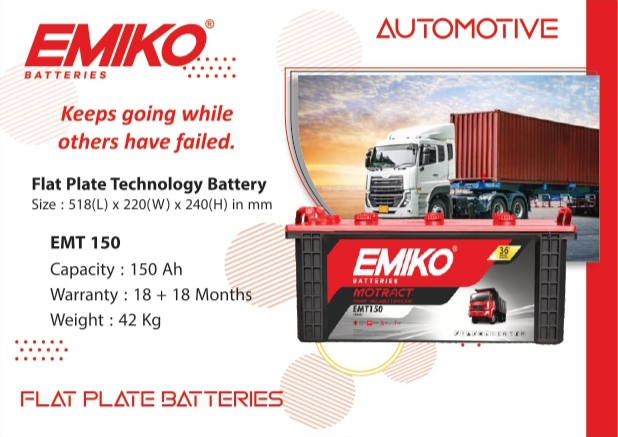 EMIKO®
BATTERIES
AUTOMOTIVE
Keeps going while
others have failed.
Flat Plate Technology Battery
Size : 518(L) x 220(W) x 240(H) in mm
EMT 150
Capacity : 150 Ah
Warranty : 18 + 18 Months
Weight : 42 Kg
EMIKO®
BATTERIES
36
MOTRACT
EMT150
FLAT PLATE BATTERIES